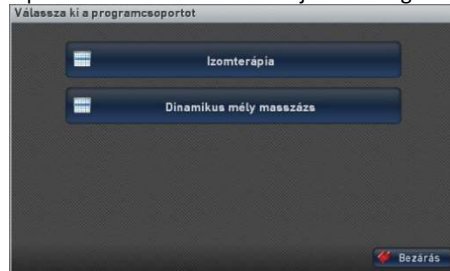 Válassza ki a programcsoportot
Izomterápia
Dinamikus mély masszázs
Bezárás